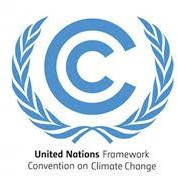 United Nations Framework
Convention on Climate Change